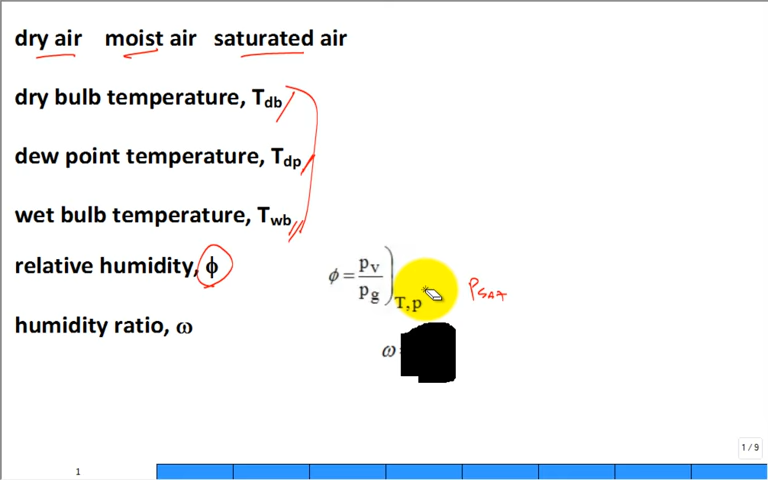 dry air moist air saturated air
dry bulb temperature, Tdb
dew point temperature, Tdp
wet bulb temperature, Twb
relative humidity, ϕ
ϕ = pv/pg )T,p PSAT
humidity ratio, ω
ω
1/9
1